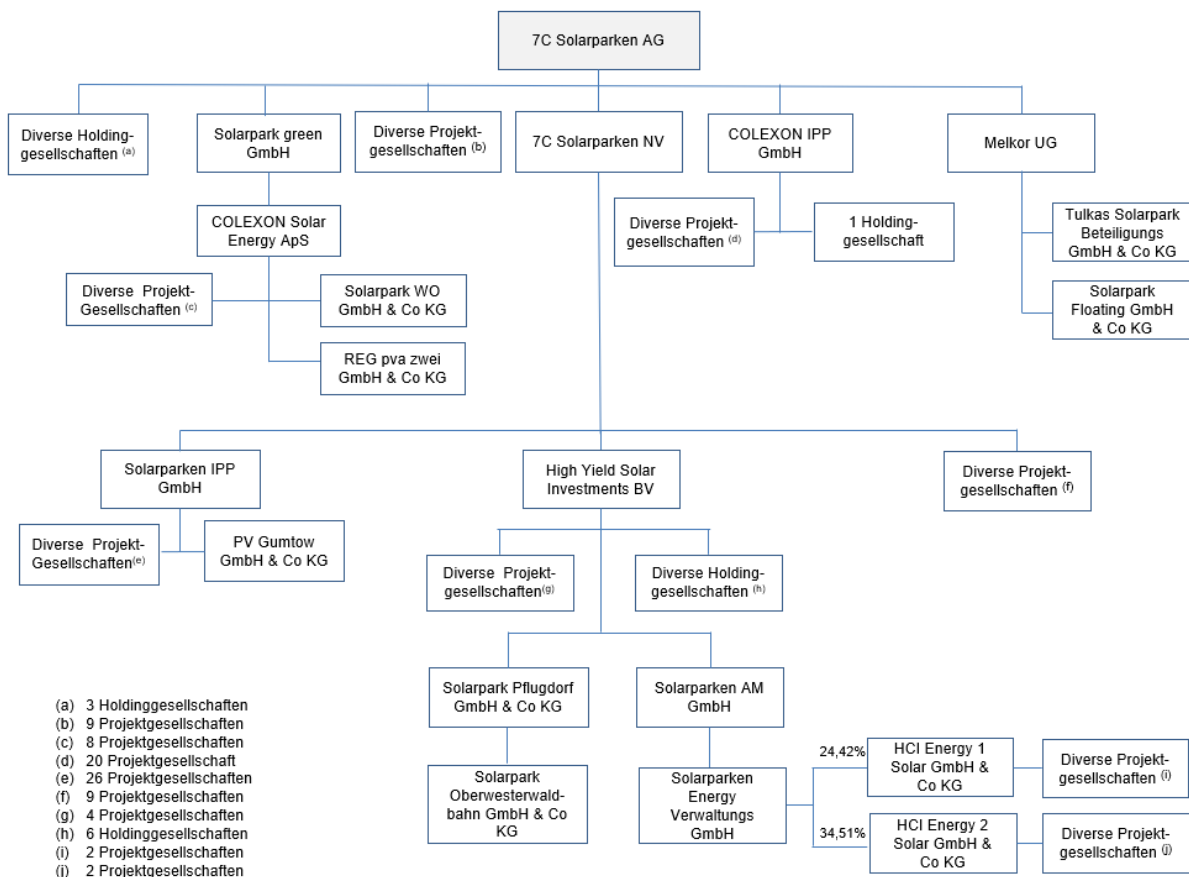 7C Solarparken AG
Diverse Holding-
gesellschaften (a)
Solarpark green
GmbH
Diverse Projekt-
gesellschaften (b)
7C Solarparken NV
COLEXON IPP
GmbH
Melkor UG
COLEXON Solar
Energy ApS
Diverse Projekt-
gesellschaften (d)
1 Holding-
gesellschaft
Tulkas Solarpark
Beteiligungs
GmbH & Co KG
Diverse Projekt-
Gesellschaften (c)
Solarpark WO
GmbH & Co KG
Solarpark
Floating GmbH
& Co KG
REG pva zwei
GmbH & Co KG
Solarparken IPP
GmbH
High Yield Solar
Investments BV
Diverse Projekt-
gesellschaften (f)
Diverse Projekt-
Gesellschaften(e)
PV Gumtow
GmbH & Co KG
Diverse Projekt-
gesellschaften(g)
Diverse Holding-
gesellschaften (h)
Solarpark Pflugdorf
GmbH & Co KG
Solarparken AM
GmbH
Solarpark
Oberwesterwald-
bahn GmbH & Co
KG
Solarparken
Energy
Verwaltungs
GmbH
24,42%
HCI Energy 1
Solar GmbH &
Co KG
Diverse Projekt-
gesellschaften (i)
34,51%
HCI Energy 2
Solar GmbH &
Co KG
Diverse Projekt-
gesellschaften (j)
(a) 3 Holdinggesellschaften
(b) 9 Projektgesellschaften
(c) 8 Projektgesellschaften
(d) 20 Projektgesellschaft
(e) 26 Projektgesellschaften
(f) 9 Projektgesellschaften
(g) 4 Projektgesellschaften
(h) 6 Holdinggesellschaften
(i) 2 Projektgesellschaften
(j) 2 Projektgesellschaften